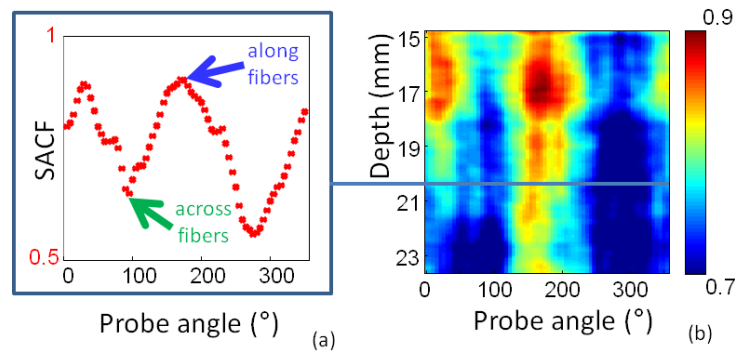 1
along
fibers
SACF
across
fibers
0.5
0 100 200 300
Probe angle (°)
(a)
0.9
15
17
19
21
23
Depth (mm)
0 100 200 300
Probe angle (°)
0.7
(b)